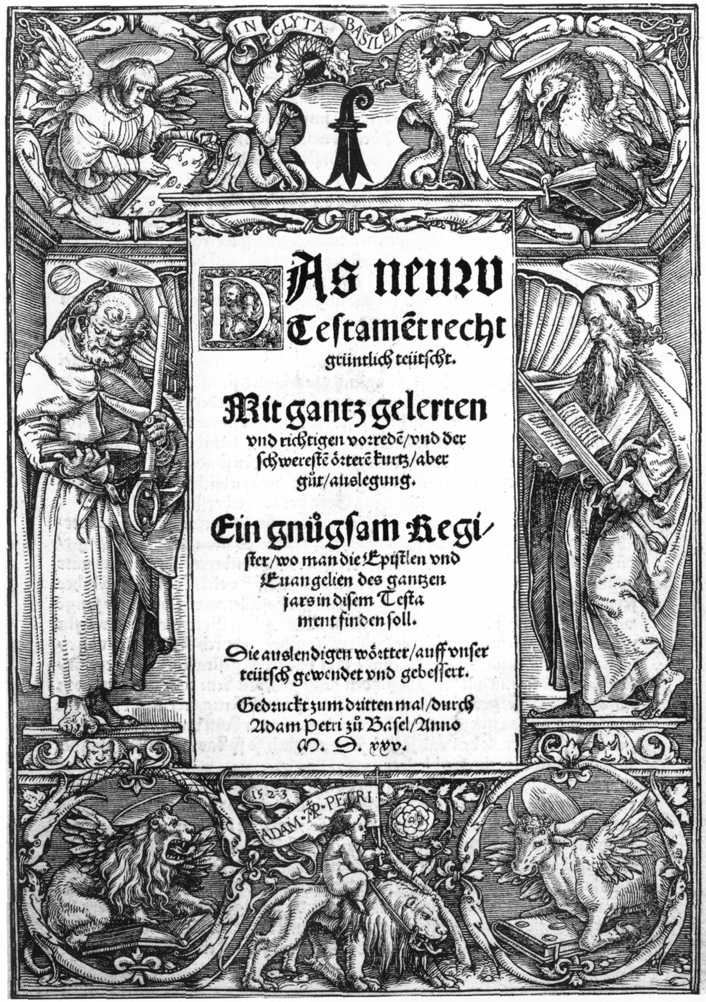 IN CLYTA BASILEA
DAs neuw
Testamēt recht
gruntlich teütscht.
Mit gantz gelerten
vnd richtigen vorredē/vnd der
schwerestē örterē kurtz/aber
gůt/auslegung.
Ein gnůgsam Regi/
ster/wo man die Epistlen vnd
Euangelien des gantzen
jars in disem Testa
ment finden soll.
Die auslendigen wörtter/auff vnser
teütsch gewendet vnd gebessert.
Gedruckt zum dritten mal/durch
Adam Petri zů Basel/Anno
M. D. xxv.
1523
ADAM PETRI